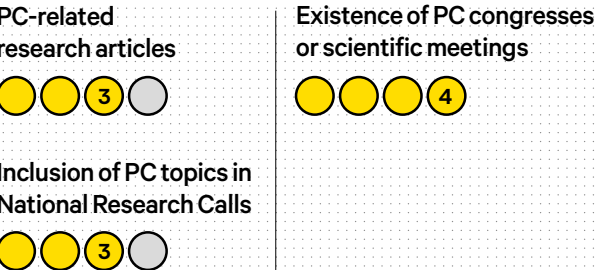 PC-related
research articles
3
Inclusion of PC topics in
National Research Calls
3
Existence of PC congresses
or scientific meetings
4